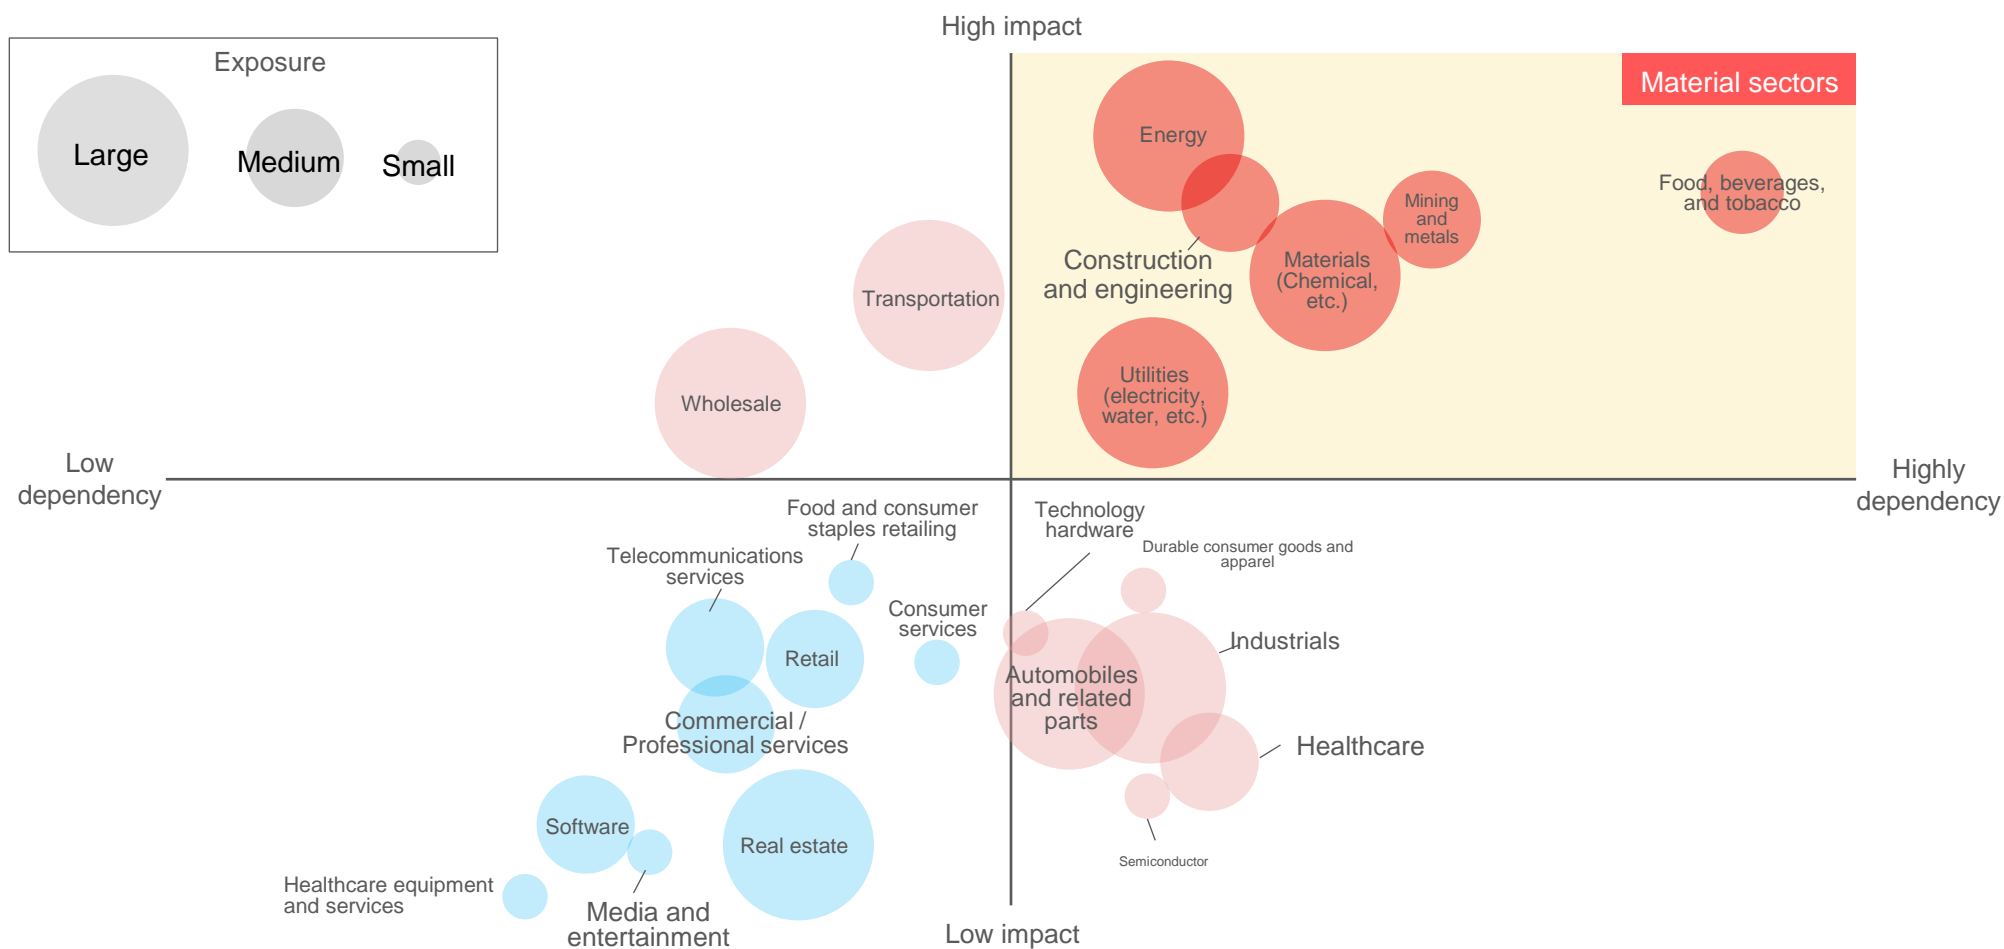 High impact
Exposure
Large
Medium
Small
Material sectors
Energy
Food, beverages,
and tobacco
Mining
and
metals
Construction
and engineering
Materials
(Chemical,
etc.)
Transportation
Utilities
(electricity,
water, etc.)
Wholesale
Low
dependency
Highly
dependency
Food and consumer
staples retailing
Technology
hardware
Telecommunications
services
Durable consumer goods and
apparel
Consumer
services
Industrials
Retail
Automobiles
and related
parts
Commercial /
Professional services
Healthcare
Software
Real estate
Semiconductor
Healthcare equipment
and services
Media and
entertainment
Low impact